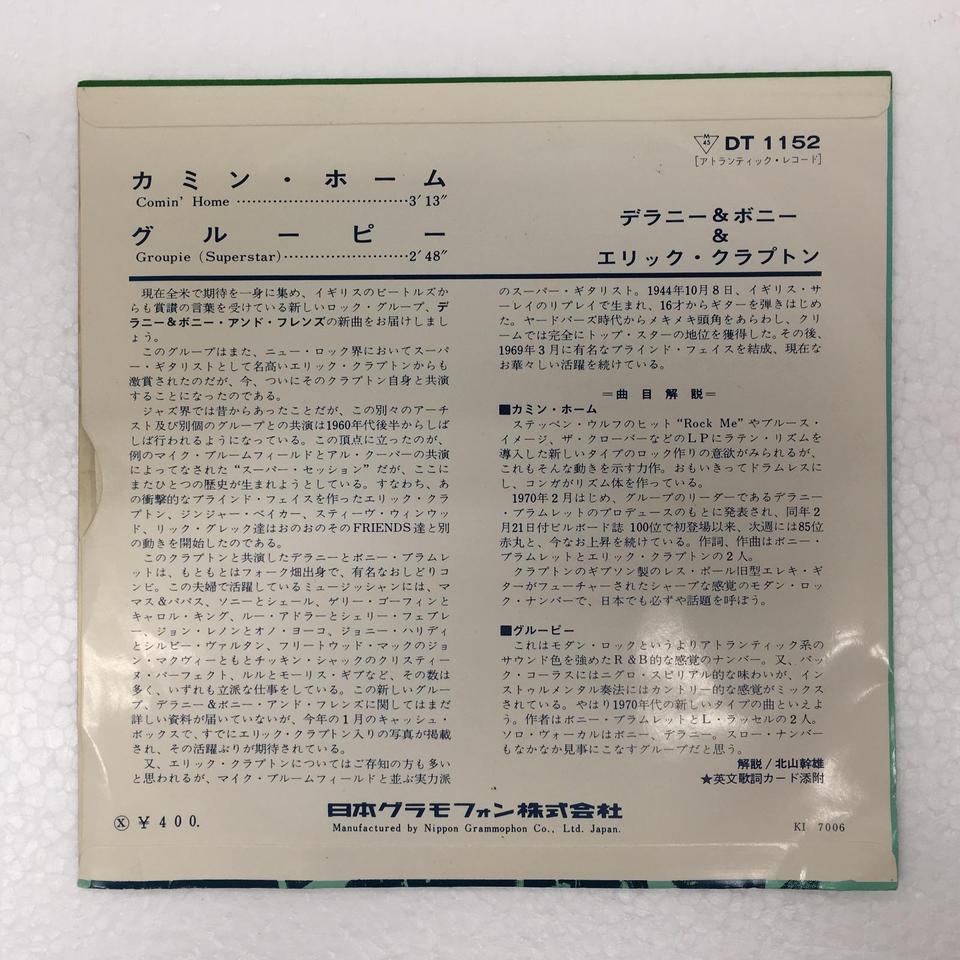 M
45
DT 1152
[アトランティック・レコード]
カミン・ホーム
Comin' Home ……………………………3′13″
グルーピー
Groupie (Superstar)……………………2′48″
デラニー&ボニー
&
エリック・クラプトン
現在全米で期待を一身に集め、イギリスのビートルズか
らも賞讃の言葉を受けている新しいロック・グループ、デ
ラニー&ボニー・アンド・フレンズの新曲をお届けしまし
ょう。
このグループはまた、ニュー・ロック界においてスーパ
ー・ギタリストとして名高いエリック・クラプトンからも
激賞されたのだが、今、ついにそのクラプトン自身と共演
することになったのである。
ジャズ界では昔からあったことだが、この別々のアーチ
スト及び別個のグループとの共演は1960年代後半からしば
しば行われるようになっている。この頂点に立ったのが、
例のマイク・ブルームフィールドとアル・クーパーの共演
によってなされた“スーパー・セッション”だが、ここに
またひとつの歴史が生まれようとしている。すなわち、あ
の衝撃的なブラインド・フェイスを作ったエリック・クラ
プトン、ジンジャー・ベイカー、スティーヴ・ウィンウッ
ド、リック・グレック達はおのおのそのFRIENDS達と別
の動きを開始したのである。
このクラプトンと共演したデラニーとボニー・ブラムレ
ットは、もともとはフォーク畑出身で、有名なおしどりコ
ンビ。この夫婦で活躍しているミュージッシャンには、マ
マス&パパス、ソニーとシェール、ゲリー・ゴーフィンと
キャロル・キング、ルー・アドラーとシェリー・フェブレ
ー、ジョン・レノンとオノ・ヨーコ、ジョニー・ハリディ
とシルビー・ヴァルタン、フリートウッド・マックのジョ
ン・マクヴィーともとチッキン・シャックのクリスティー
ヌ・パーフェクト、ルルとモーリス・ギブなど、その数は
多く、いずれも立派な仕事をしている。この新しいグルー
プ、デラニー&ボニー・アンド・フレンズに関してはまだ
詳しい資料が届いていないが、今年の1月のキャッシュ・
ボックスで、すでにエリック・クラプトン入りの写真が掲載
され、その活躍ぶりが期待されている。
又、エリック・クラプトンについてはご存知の方も多い
と思われるが、マイク・ブルームフィールドと並ぶ実力派
のスーパー・ギタリスト。1944年10月8日、イギリス・サ
ーレイのリプレイで生まれ、16才からギターを弾きはじめ
た。ヤードバーズ時代からメキメキ頭角をあらわし、クリ
ームでは完全にトップ・スターの地位を獲得した。その後、
1969年3月に有名なブラインド・フェイスを結成、現在な
お華々しい活躍を続けている。
=曲目解説=
■カミン・ホーム
ステッペン・ウルフのヒット“Rock Me”やブルース・
イメージ、ザ・クローバーなどのLPにラテン・リズムを
導入した新しいタイプのロック作りの意欲がみられるが、
これもそんな動きを示す力作。おもいきってドラムレスに
し、コンガがリズム体を作っている。
1970年2月はじめ、グループのリーダーであるデラニー
・ブラムレットのプロデュースのもとに発表され、同年2
月21日付ビルボード誌 100位で初登場以来、次週には85位
赤丸と、今なお上昇を続けている。作詞、作曲はボニー・
ブラムレットとエリック・クラプトンの2人。
クラプトンのギブソン製のレス・ポール旧型エレキ・ギ
ターがフューチャーされたシャープな感覚のモダン・ロッ
ク・ナンバーで、日本でも必ずや話題を呼ぼう。
■グルーピー
これはモダン・ロックというよりアトランティック系の
サウンド色を強めたR&B的な感覚のナンバー。又、バッ
ク・コーラスにはニグロ・スピリアル的な味わいが、イン
ストゥルメンタル奏法にはカントリー的な感覚がミックス
されている。やはり1970年代の新しいタイプの曲といえよ
う。作者はボニー・ブラムレットとL・ラッセルの2人。
ソロ・ヴォーカルはボニー、デラニー。スロー・ナンバー
もなかなか見事にこなすグループだと思う。
解説/北山幹雄
★英文歌詞カード添附
Ⓧ ¥400.
日本グラモフォン株式会社
Manufactured by Nippon Grammophon Co., Ltd. Japan.
KI 7006